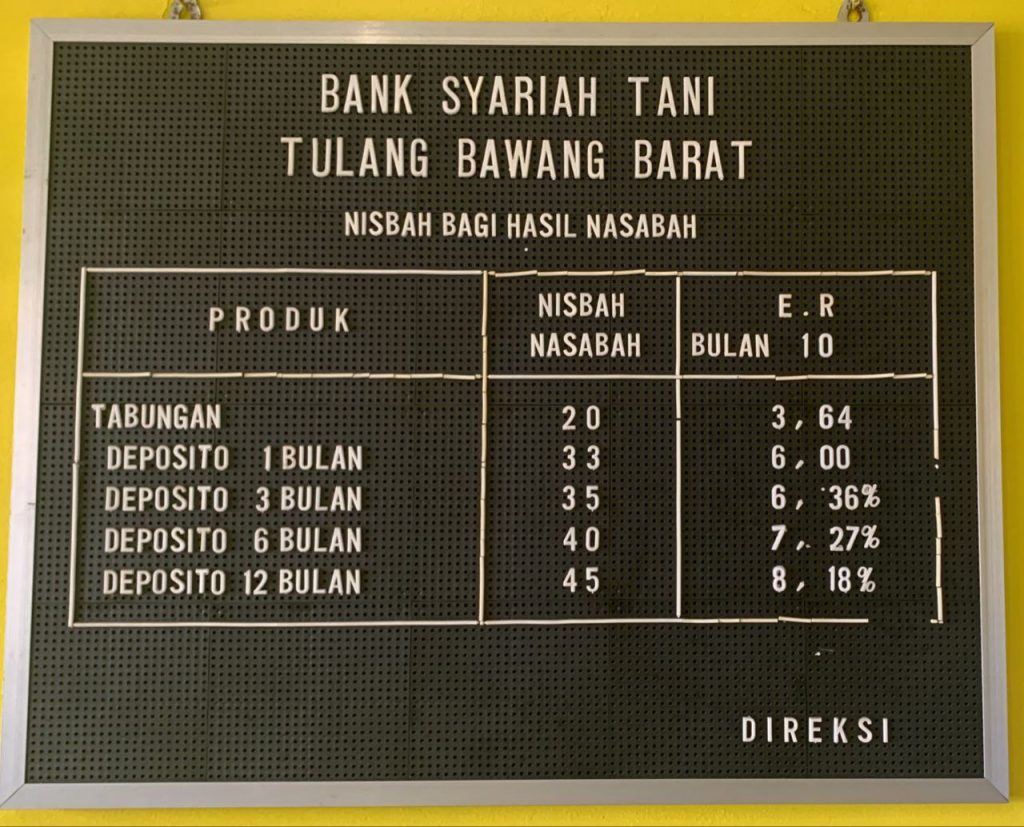 BANK SYARIAH TANI
TULANG BAWANG BARAT
NISBAH BAGI HASIL NASABAH
PRODUK
NISBAH
NASABAH
E.R
BULAN 10
TABUNGAN 20 3,64
DEPOSITO 1 BULAN 33 6,00
DEPOSITO 3 BULAN 35 6,36%
DEPOSITO 6 BULAN 40 7,27%
DEPOSITO 12 BULAN 45 8,18%
DIREKSI